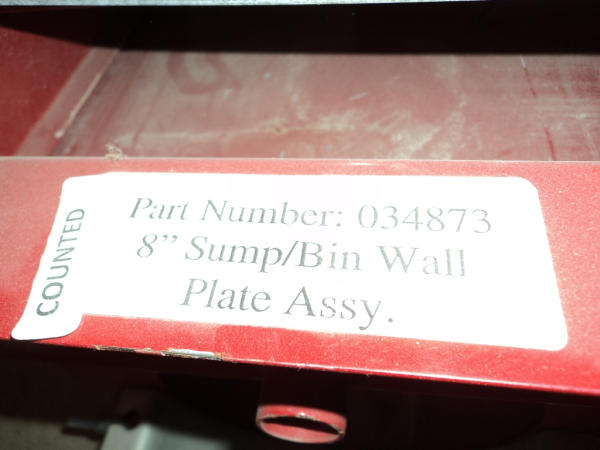 COUNTED
Part Number: 034873
8" Sump/Bin Wall
Plate Assy.